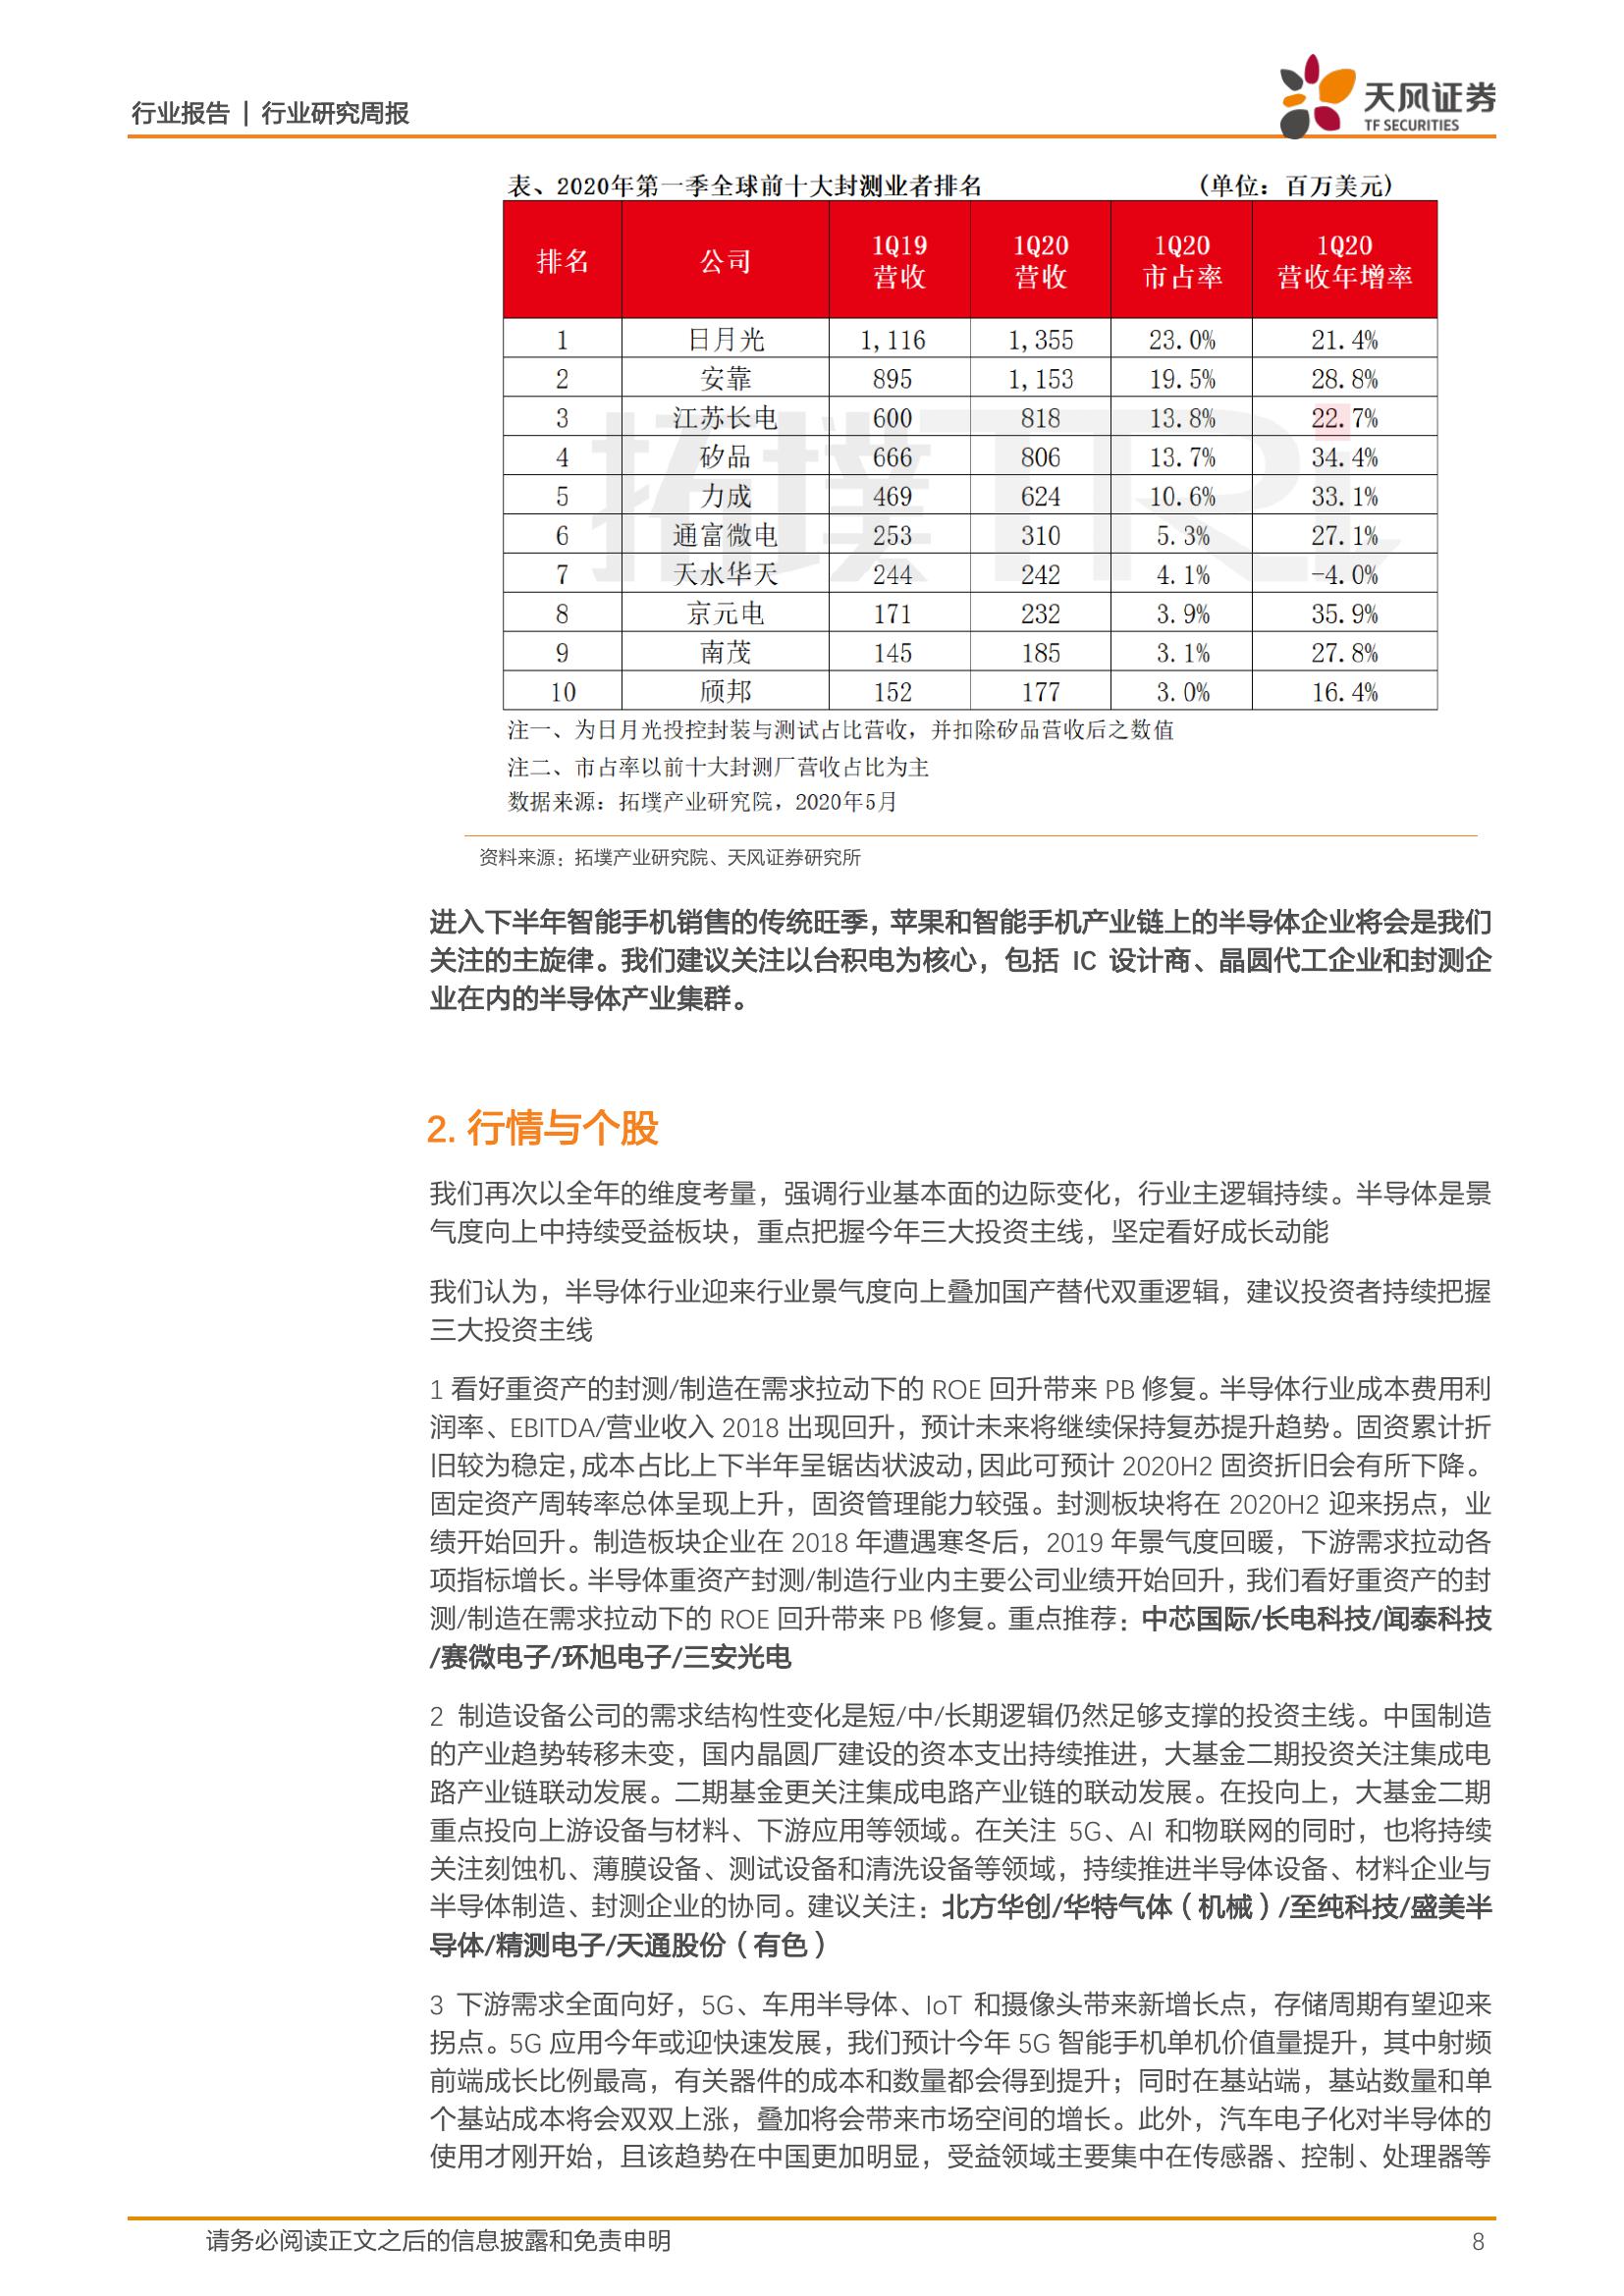 行业报告 | 行业研究周报
天风证券
TF SECURITIES
表、2020年第一季全球前十大封测业者排名 (单位：百万美元)
排名 公司 1Q19营收 1Q20营收 1Q20市占率 1Q20营收年增率
1 日月光 1,116 1,355 23.0% 21.4%
2 安靠 895 1,153 19.5% 28.8%
3 江苏长电 600 818 13.8% 22.7%
4 矽品 666 806 13.7% 34.4%
5 力成 469 624 10.6% 33.1%
6 通富微电 253 310 5.3% 27.1%
7 天水华天 244 242 4.1% -4.0%
8 京元电 171 232 3.9% 35.9%
9 南茂 145 185 3.1% 27.8%
10 颀邦 152 177 3.0% 16.4%
拓墣TRi
注一、为日月光投控封装与测试占比营收，并扣除矽品营收后之数值
注二、市占率以前十大封测厂营收占比为主
数据来源：拓墣产业研究院，2020年5月
资料来源：拓墣产业研究院、天风证券研究所
进入下半年智能手机销售的传统旺季，苹果和智能手机产业链上的半导体企业将会是我们
关注的主旋律。我们建议关注以台积电为核心，包括 IC 设计商、晶圆代工企业和封测企
业在内的半导体产业集群。
2. 行情与个股
我们再次以全年的维度考量，强调行业基本面的边际变化，行业主逻辑持续。半导体是景
气度向上中持续受益板块，重点把握今年三大投资主线，坚定看好成长动能
我们认为，半导体行业迎来行业景气度向上叠加国产替代双重逻辑，建议投资者持续把握
三大投资主线
1 看好重资产的封测/制造在需求拉动下的 ROE 回升带来 PB 修复。半导体行业成本费用利
润率、EBITDA/营业收入 2018 出现回升，预计未来将继续保持复苏提升趋势。固资累计折
旧较为稳定，成本占比上下半年呈锯齿状波动，因此可预计 2020H2 固资折旧会有所下降。
固定资产周转率总体呈现上升，固资管理能力较强。封测板块将在 2020H2 迎来拐点，业
绩开始回升。制造板块企业在 2018 年遭遇寒冬后，2019 年景气度回暖，下游需求拉动各
项指标增长。半导体重资产封测/制造行业内主要公司业绩开始回升，我们看好重资产的封
测/制造在需求拉动下的 ROE 回升带来 PB 修复。重点推荐：中芯国际/长电科技/闻泰科技
/赛微电子/环旭电子/三安光电
2 制造设备公司的需求结构性变化是短/中/长期逻辑仍然足够支撑的投资主线。中国制造
的产业趋势转移未变，国内晶圆厂建设的资本支出持续推进，大基金二期投资关注集成电
路产业链联动发展。二期基金更关注集成电路产业链的联动发展。在投向上，大基金二期
重点投向上游设备与材料、下游应用等领域。在关注 5G、AI 和物联网的同时，也将持续
关注刻蚀机、薄膜设备、测试设备和清洗设备等领域，持续推进半导体设备、材料企业与
半导体制造、封测企业的协同。建议关注：北方华创/华特气体（机械）/至纯科技/盛美半
导体/精测电子/天通股份（有色）
3 下游需求全面向好，5G、车用半导体、IoT 和摄像头带来新增长点，存储周期有望迎来
拐点。5G 应用今年或迎快速发展，我们预计今年 5G 智能手机单机价值量提升，其中射频
前端成长比例最高，有关器件的成本和数量都会得到提升；同时在基站端，基站数量和单
个基站成本将会双双上涨，叠加将会带来市场空间的增长。此外，汽车电子化对半导体的
使用才刚开始，且该趋势在中国更加明显，受益领域主要集中在传感器、控制、处理器等
请务必阅读正文之后的信息披露和免责申明 8